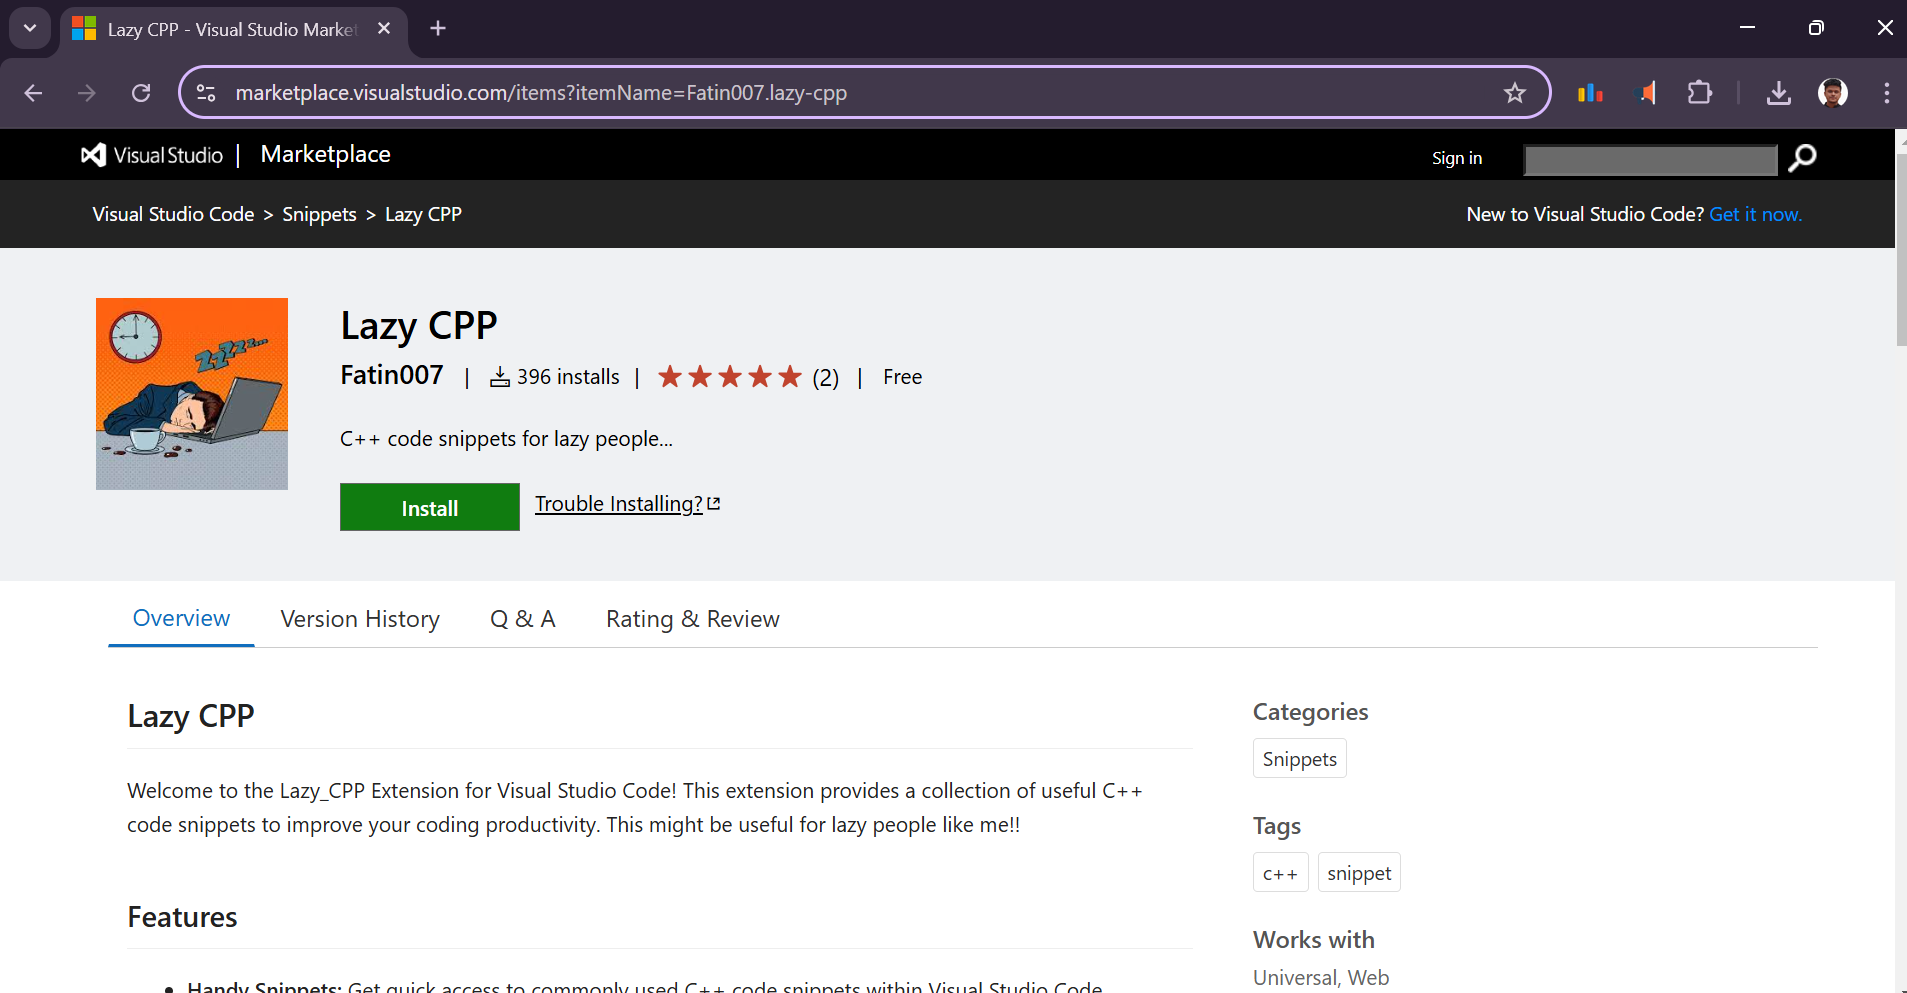 Lazy CPP - Visual Studio Market
marketplace.visualstudio.com/items?itemName=Fatin007.lazy-cpp
Visual Studio | Marketplace
Sign in
Visual Studio Code > Snippets > Lazy CPP
New to Visual Studio Code? Get it now.
ZZZZZ...
Lazy CPP
Fatin007 | 396 installs | (2) | Free
C++ code snippets for lazy people...
Install
Trouble Installing?
Overview
Version History
Q & A
Rating & Review
Lazy CPP
Welcome to the Lazy_CPP Extension for Visual Studio Code! This extension provides a collection of useful C++
code snippets to improve your coding productivity. This might be useful for lazy people like me!!
Features
• Handy Snippets: Get quick access to commonly used C++ code snippets within Visual Studio Code
Categories
Snippets
Tags
c++
snippet
Works with
Universal, Web